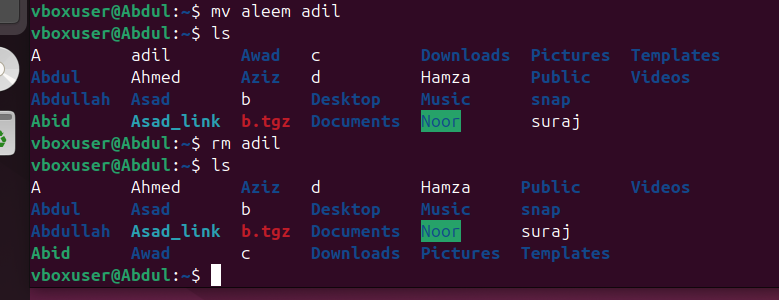 vboxuser@Abdul:~$ mv aleem adil
vboxuser@Abdul:~$ ls
A adil Awad c Downloads Pictures Templates
Abdul Ahmed Aziz d Hamza Public Videos
Abdullah Asad b Desktop Music snap
Abid Asad_link b.tgz Documents Noor suraj
vboxuser@Abdul:~$ rm adil
vboxuser@Abdul:~$ ls
A Ahmed Aziz d Hamza Public Videos
Abdul Asad b Desktop Music snap
Abdullah Asad_link b.tgz Documents Noor suraj
Abid Awad c Downloads Pictures Templates
vboxuser@Abdul:~$